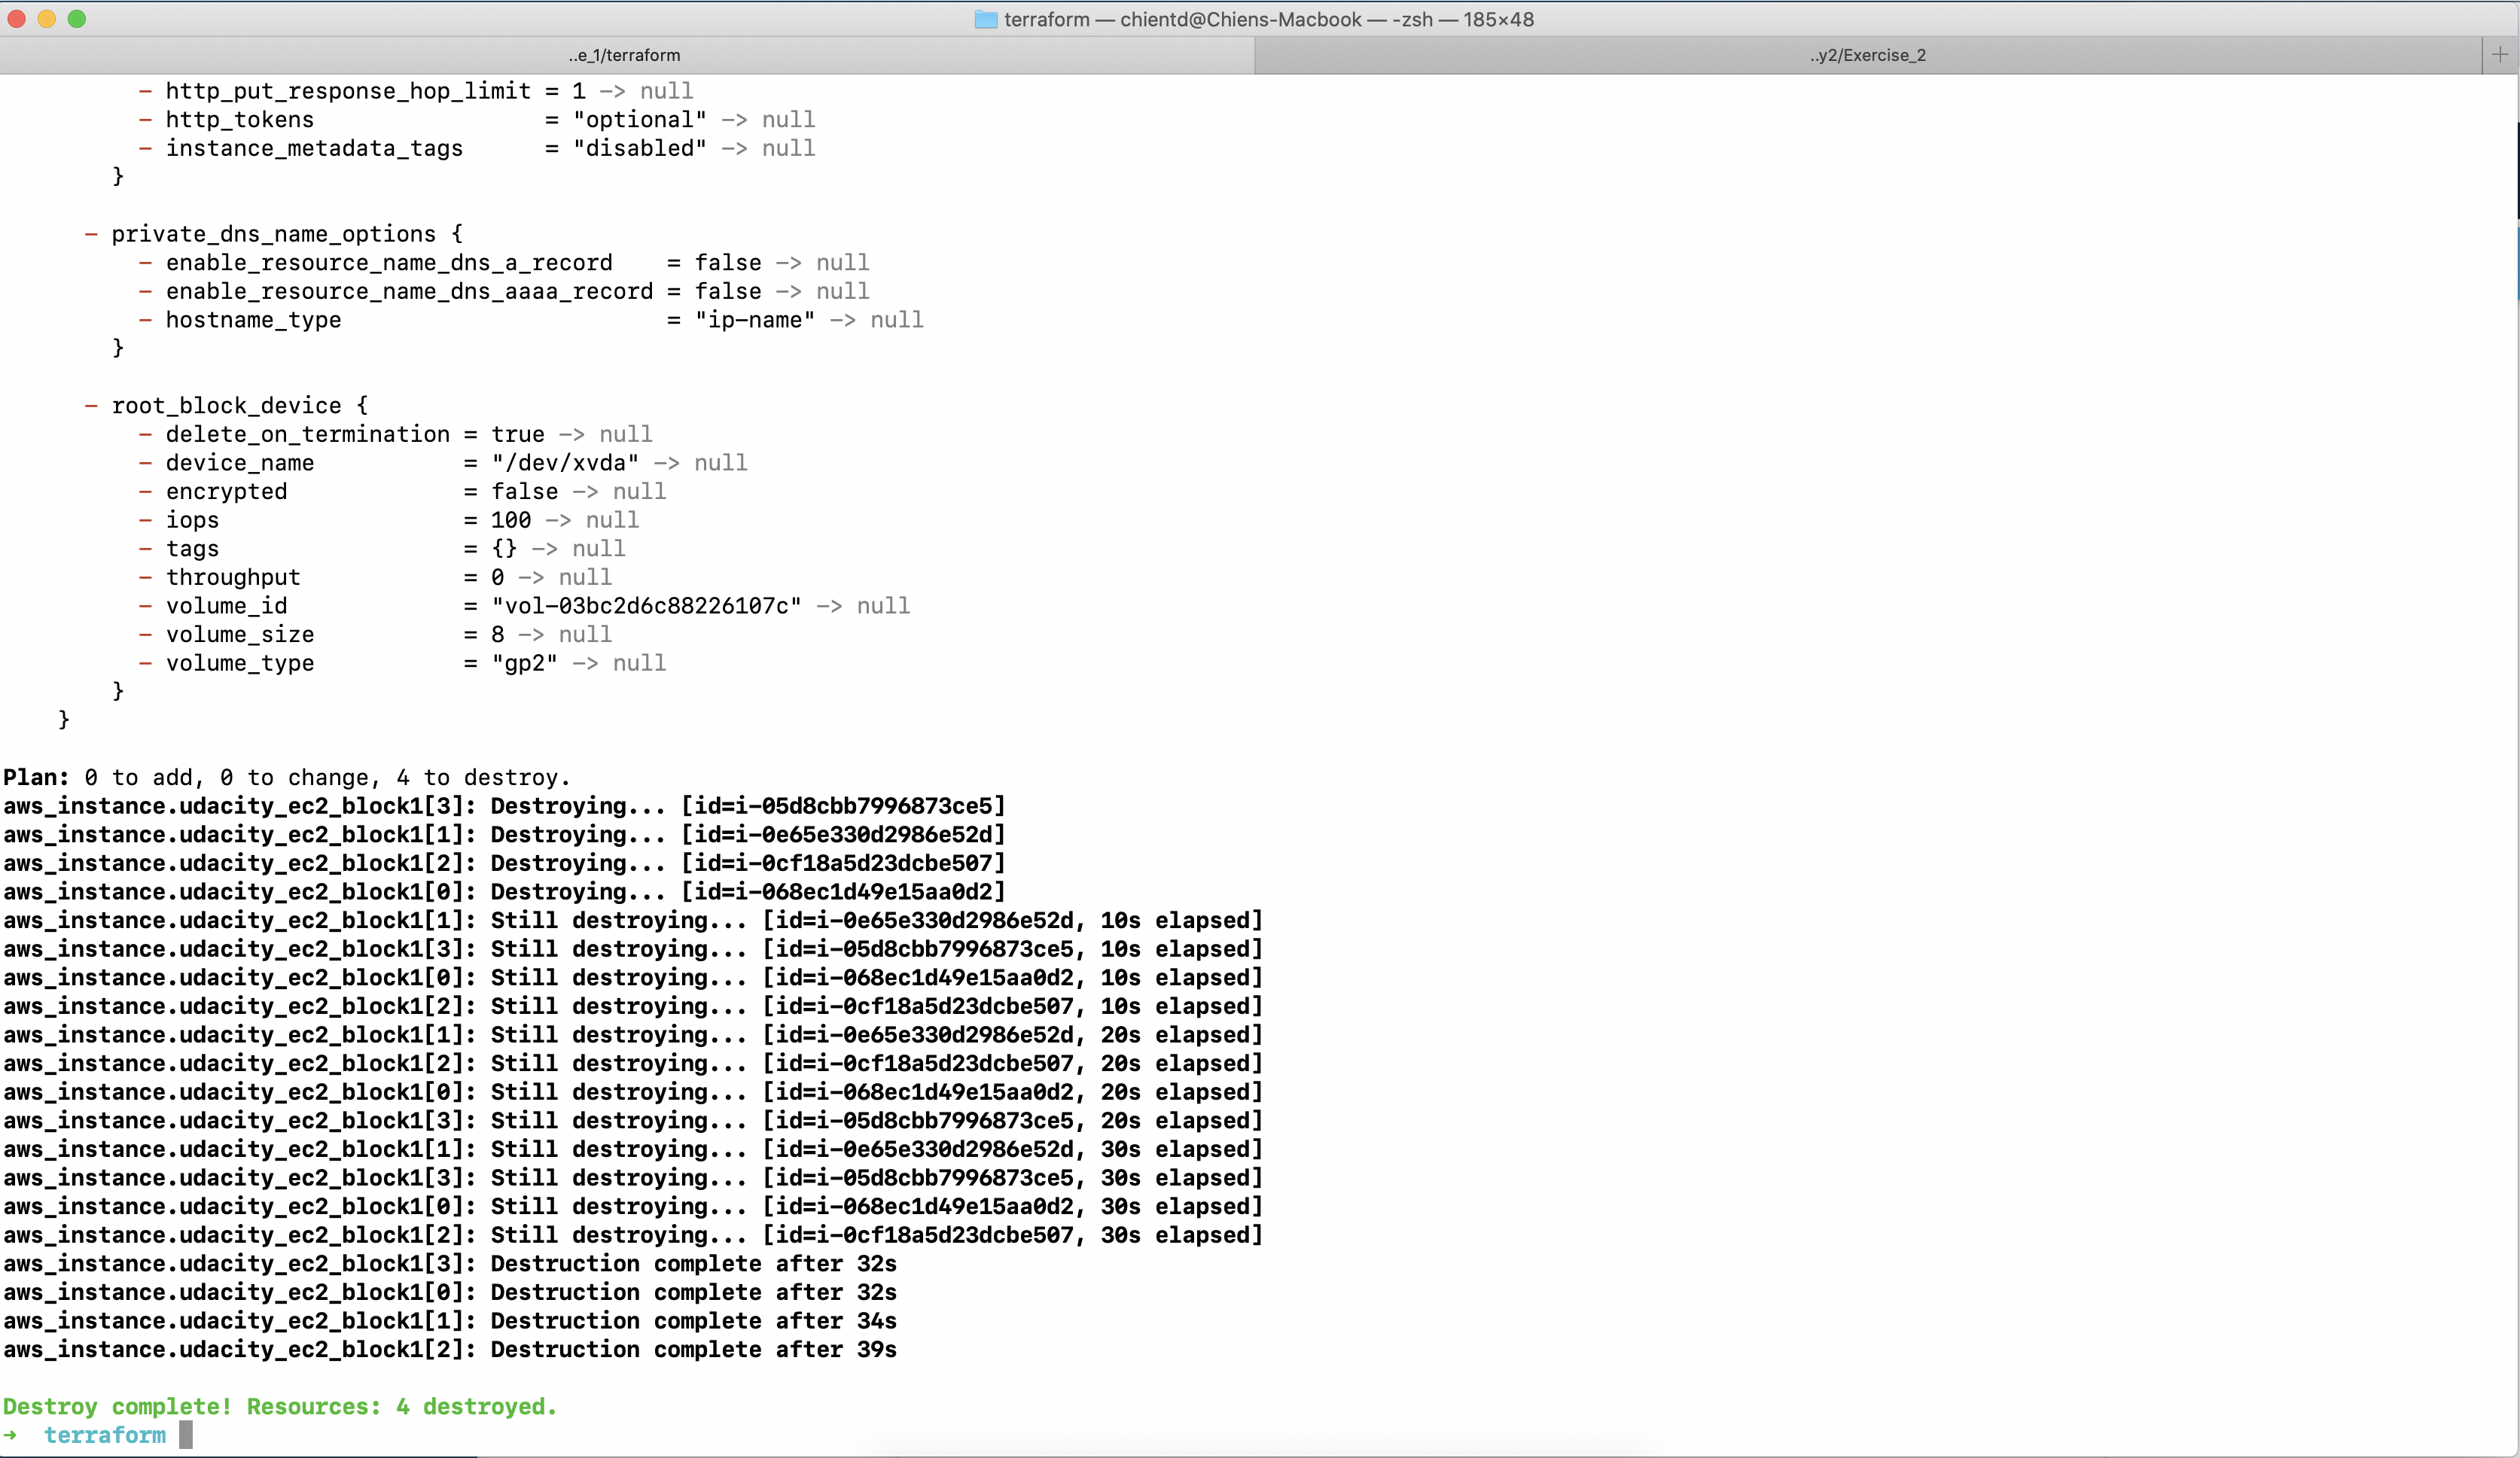 terraform — chientd@Chiens-Macbook — -zsh — 185×48
..e_1/terraform
..y2/Exercise_2
- http_put_response_hop_limit = 1 -> null
- http_tokens                 = "optional" -> null
- instance_metadata_tags      = "disabled" -> null
}
- private_dns_name_options {
- enable_resource_name_dns_a_record    = false -> null
- enable_resource_name_dns_aaaa_record = false -> null
- hostname_type                        = "ip-name" -> null
}
- root_block_device {
- delete_on_termination = true -> null
- device_name           = "/dev/xvda" -> null
- encrypted             = false -> null
- iops                  = 100 -> null
- tags                  = {} -> null
- throughput            = 0 -> null
- volume_id             = "vol-03bc2d6c88226107c" -> null
- volume_size           = 8 -> null
- volume_type           = "gp2" -> null
}
}
Plan: 0 to add, 0 to change, 4 to destroy.
aws_instance.udacity_ec2_block1[3]: Destroying... [id=i-05d8cbb7996873ce5]
aws_instance.udacity_ec2_block1[1]: Destroying... [id=i-0e65e330d2986e52d]
aws_instance.udacity_ec2_block1[2]: Destroying... [id=i-0cf18a5d23dcbe507]
aws_instance.udacity_ec2_block1[0]: Destroying... [id=i-068ec1d49e15aa0d2]
aws_instance.udacity_ec2_block1[1]: Still destroying... [id=i-0e65e330d2986e52d, 10s elapsed]
aws_instance.udacity_ec2_block1[3]: Still destroying... [id=i-05d8cbb7996873ce5, 10s elapsed]
aws_instance.udacity_ec2_block1[0]: Still destroying... [id=i-068ec1d49e15aa0d2, 10s elapsed]
aws_instance.udacity_ec2_block1[2]: Still destroying... [id=i-0cf18a5d23dcbe507, 10s elapsed]
aws_instance.udacity_ec2_block1[1]: Still destroying... [id=i-0e65e330d2986e52d, 20s elapsed]
aws_instance.udacity_ec2_block1[2]: Still destroying... [id=i-0cf18a5d23dcbe507, 20s elapsed]
aws_instance.udacity_ec2_block1[0]: Still destroying... [id=i-068ec1d49e15aa0d2, 20s elapsed]
aws_instance.udacity_ec2_block1[3]: Still destroying... [id=i-05d8cbb7996873ce5, 20s elapsed]
aws_instance.udacity_ec2_block1[1]: Still destroying... [id=i-0e65e330d2986e52d, 30s elapsed]
aws_instance.udacity_ec2_block1[3]: Still destroying... [id=i-05d8cbb7996873ce5, 30s elapsed]
aws_instance.udacity_ec2_block1[0]: Still destroying... [id=i-068ec1d49e15aa0d2, 30s elapsed]
aws_instance.udacity_ec2_block1[2]: Still destroying... [id=i-0cf18a5d23dcbe507, 30s elapsed]
aws_instance.udacity_ec2_block1[3]: Destruction complete after 32s
aws_instance.udacity_ec2_block1[0]: Destruction complete after 32s
aws_instance.udacity_ec2_block1[1]: Destruction complete after 34s
aws_instance.udacity_ec2_block1[2]: Destruction complete after 39s
Destroy complete! Resources: 4 destroyed.
→ terraform